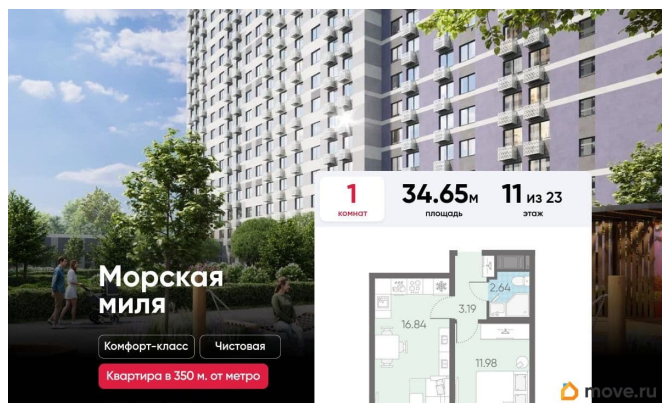 1
комнат
34.65м
площадь
11 из 23
этаж
Морская
миля
Комфорт-класс
Чистовая
Квартира в 350 м. от метро
2.64
3.19
16.84
11.98
move.ru